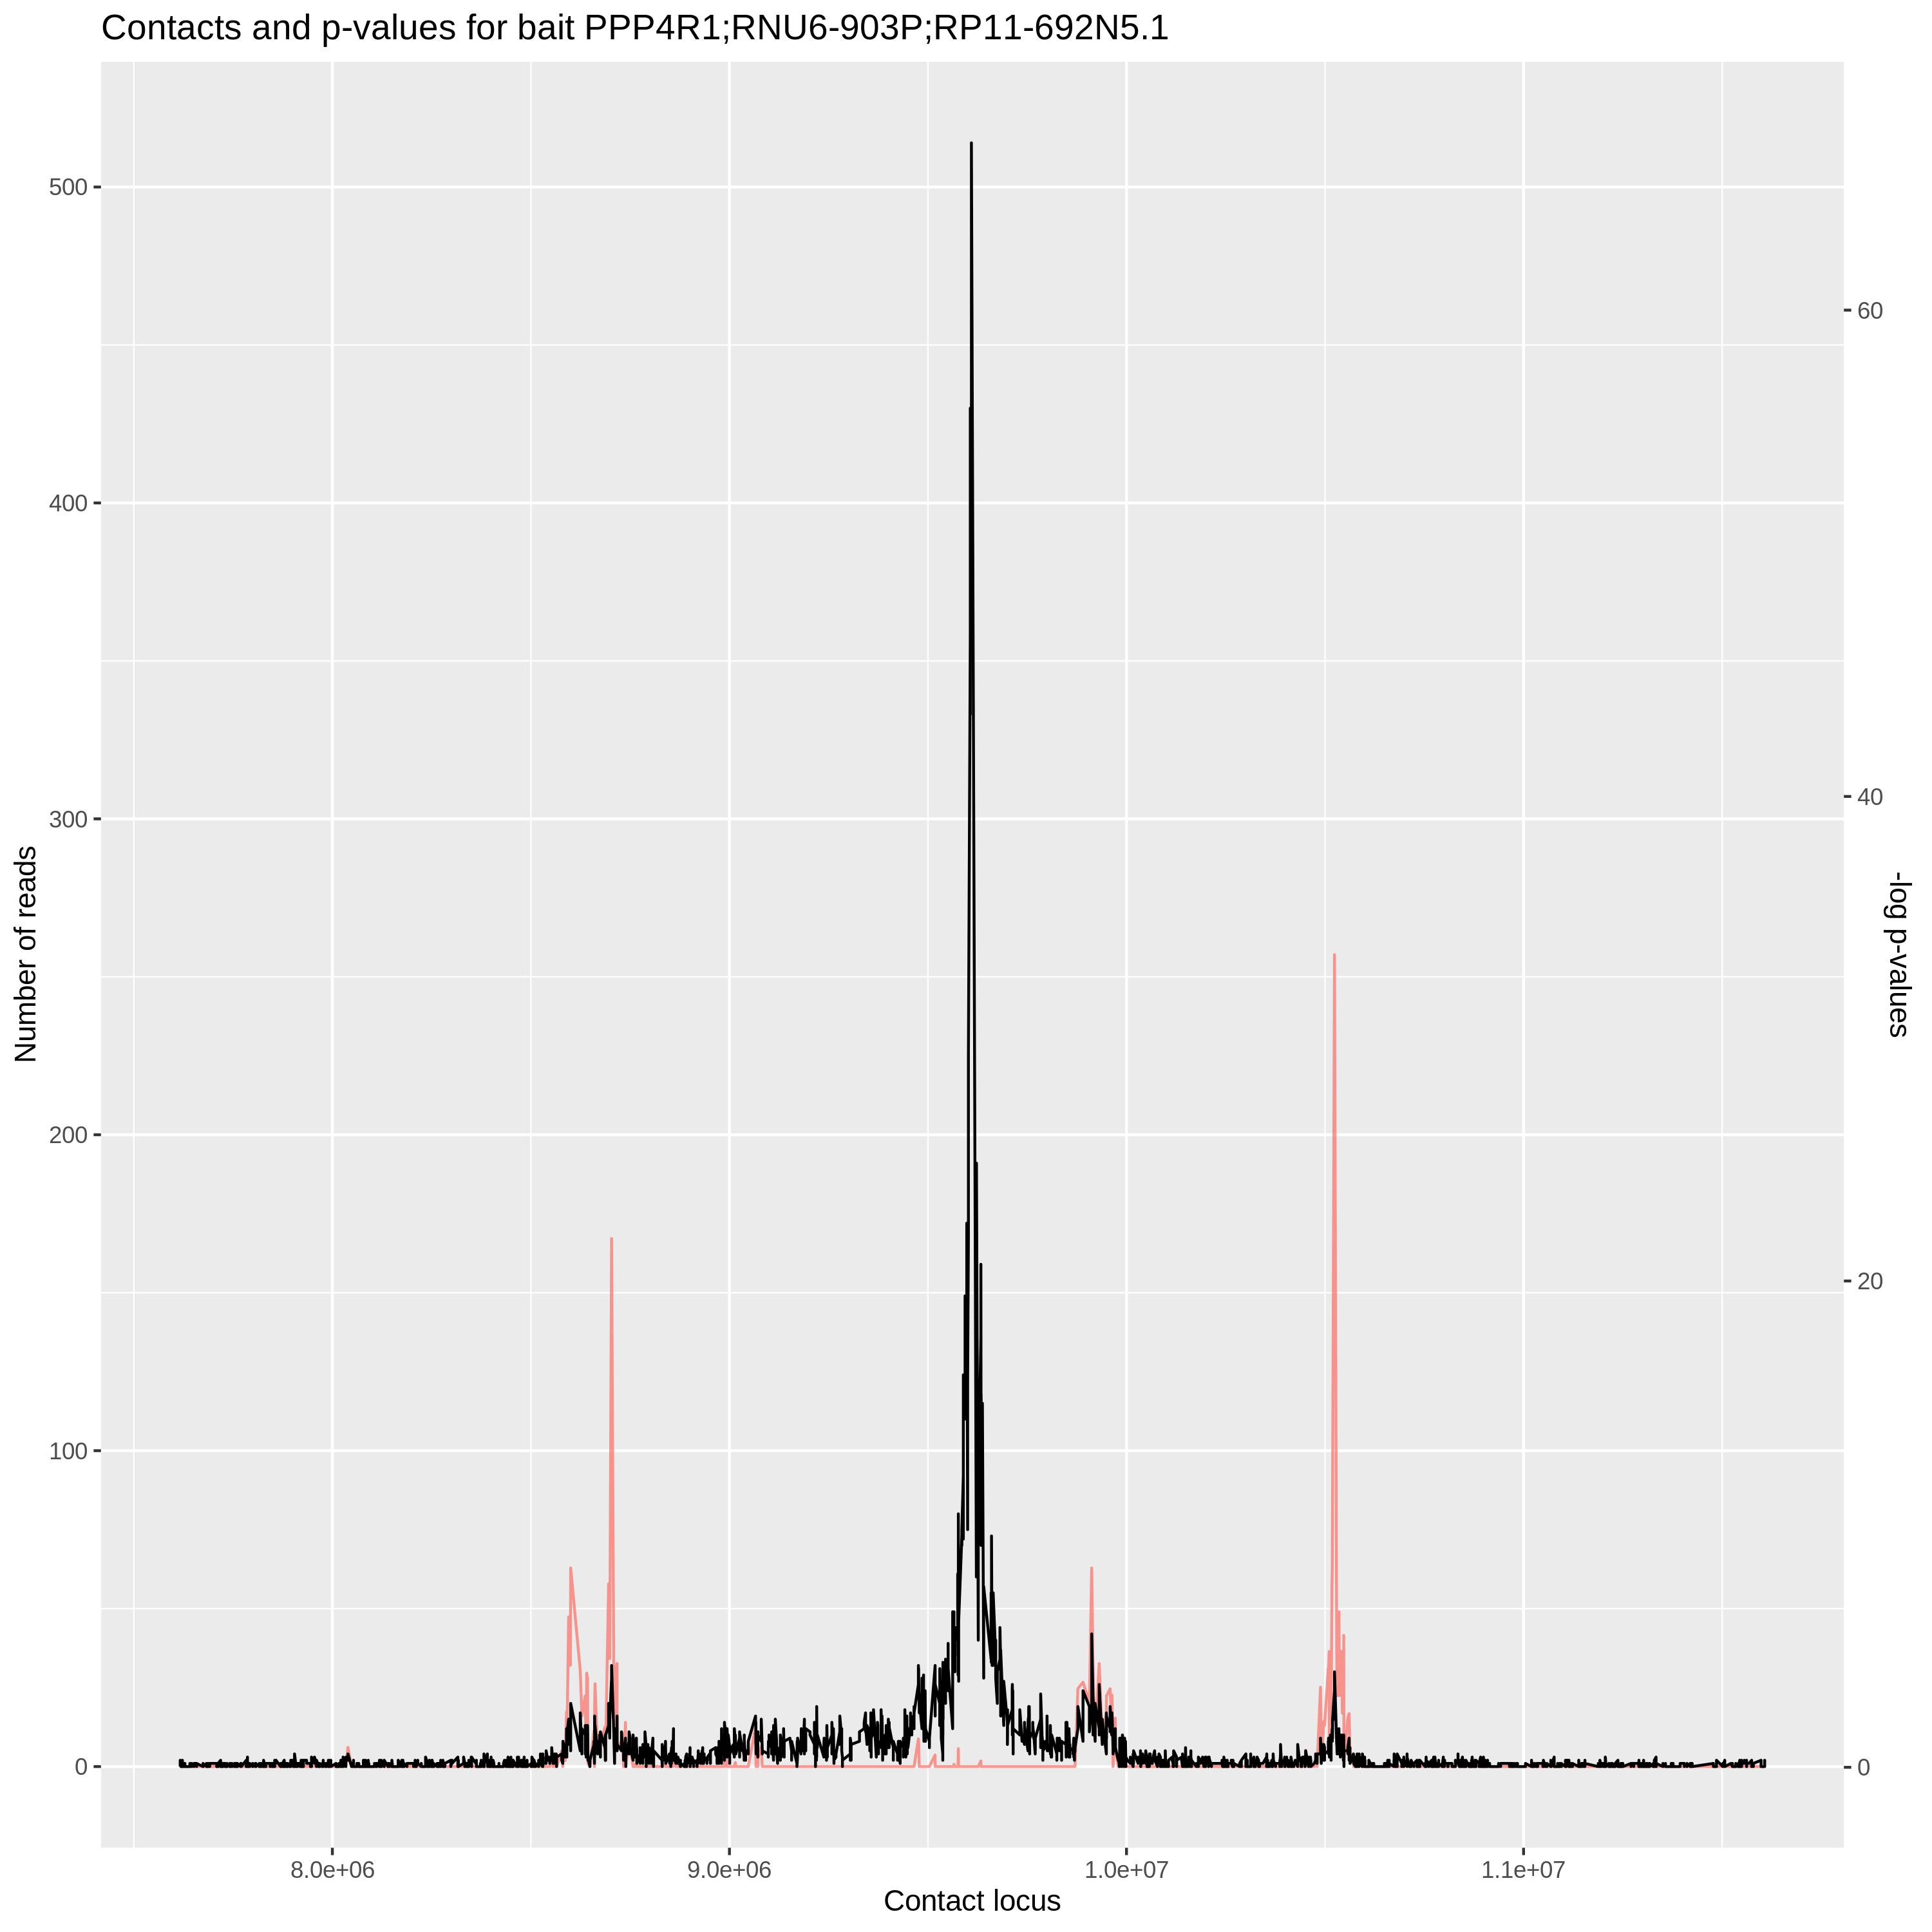 Contacts and p-values for bait PPP4R1;RNU6-903P;RP11-692N5.1
500
400
300
200
100
0
60
40
20
0
Number of reads
-log p-values
8.0e+06 9.0e+06 1.0e+07 1.1e+07
Contact locus